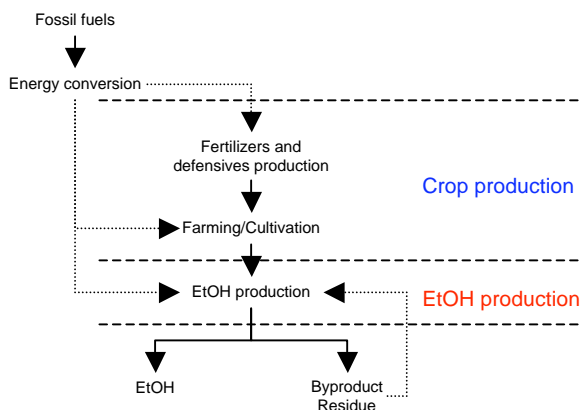 Fossil fuels
Energy conversion
Fertilizers and
defensives production
Crop production
Farming/Cultivation
EtOH production
EtOH production
EtOH
Byproduct
Residue